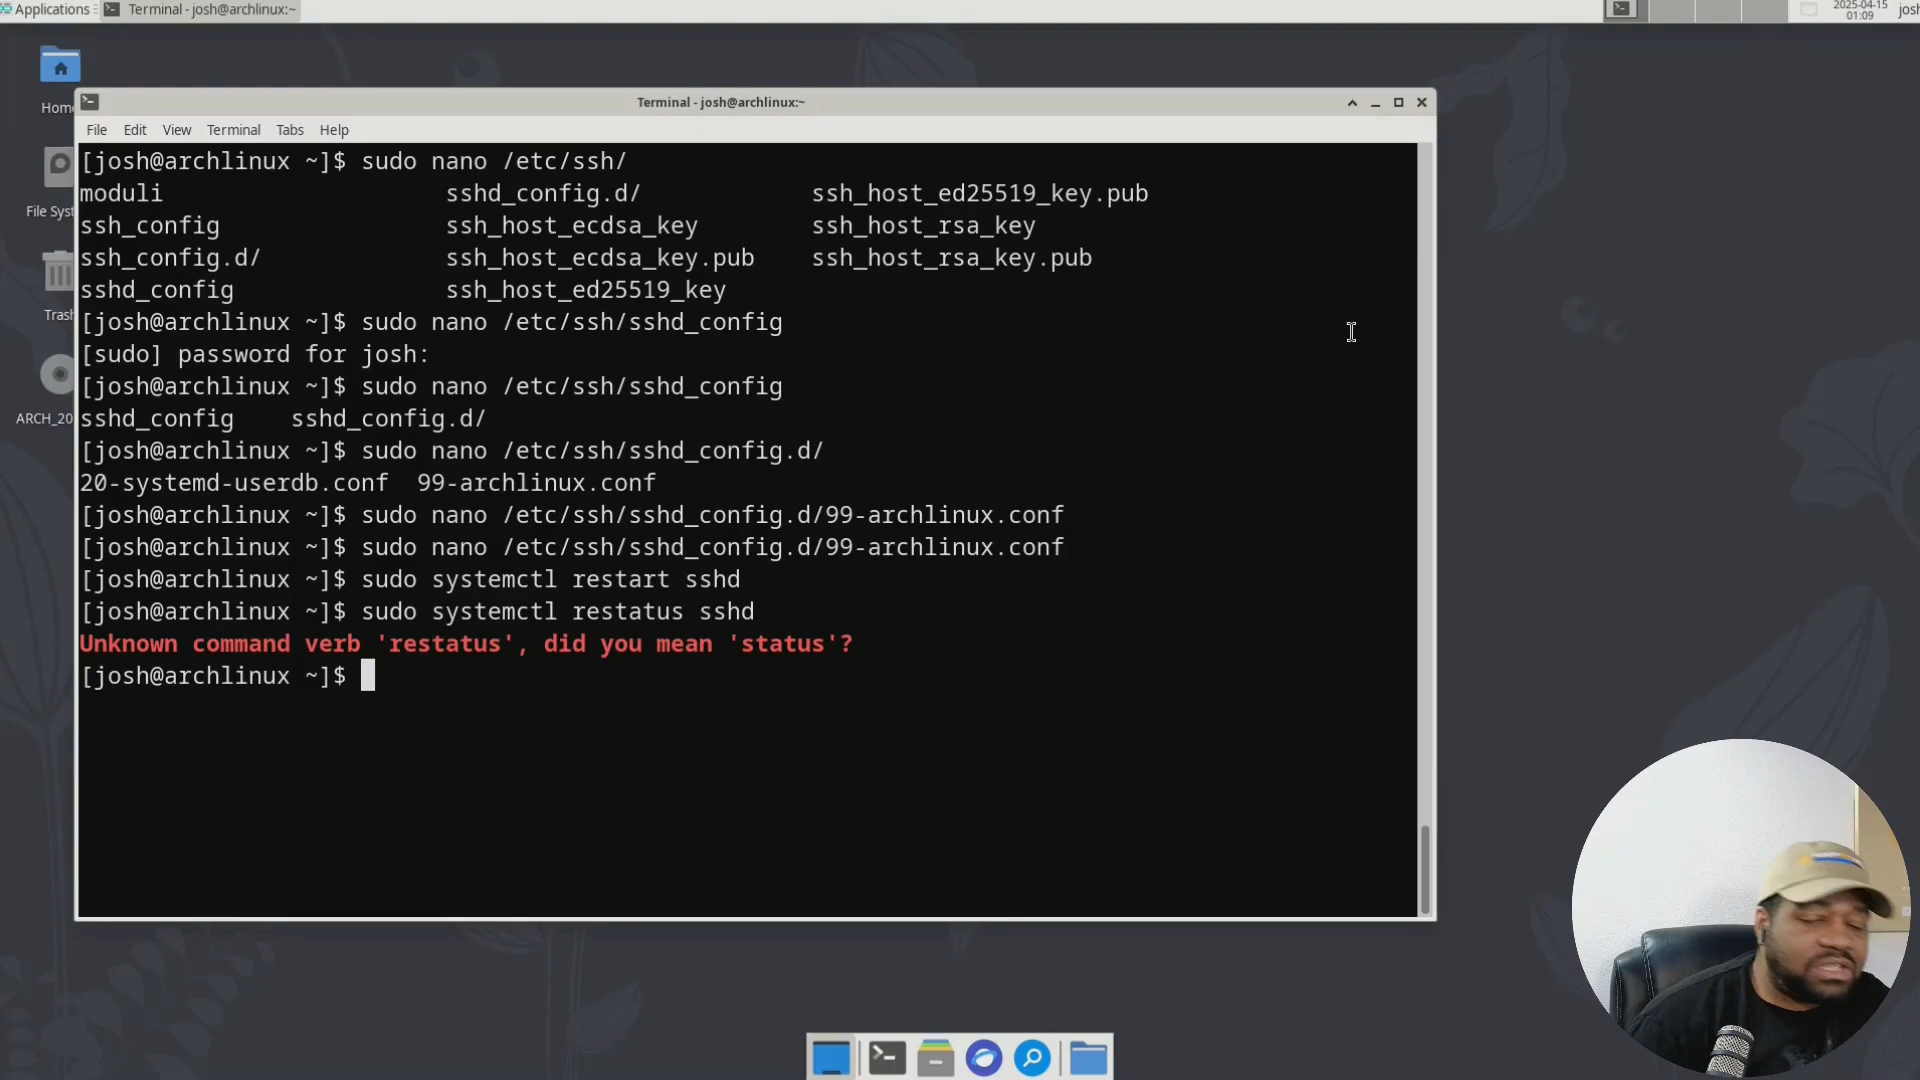 Applications
Terminal - josh@archlinux:~
2025-04-15
01:09
josh
Home
File Sys
Trash
ARCH_20
Terminal - josh@archlinux:~
File Edit View Terminal Tabs Help
[josh@archlinux ~]$ sudo nano /etc/ssh/
moduli sshd_config.d/ ssh_host_ed25519_key.pub
ssh_config ssh_host_ecdsa_key ssh_host_rsa_key
ssh_config.d/ ssh_host_ecdsa_key.pub ssh_host_rsa_key.pub
sshd_config ssh_host_ed25519_key
[josh@archlinux ~]$ sudo nano /etc/ssh/sshd_config
[sudo] password for josh:
[josh@archlinux ~]$ sudo nano /etc/ssh/sshd_config
sshd_config sshd_config.d/
[josh@archlinux ~]$ sudo nano /etc/ssh/sshd_config.d/
20-systemd-userdb.conf 99-archlinux.conf
[josh@archlinux ~]$ sudo nano /etc/ssh/sshd_config.d/99-archlinux.conf
[josh@archlinux ~]$ sudo nano /etc/ssh/sshd_config.d/99-archlinux.conf
[josh@archlinux ~]$ sudo systemctl restart sshd
[josh@archlinux ~]$ sudo systemctl restatus sshd
Unknown command verb 'restatus', did you mean 'status'?
[josh@archlinux ~]$